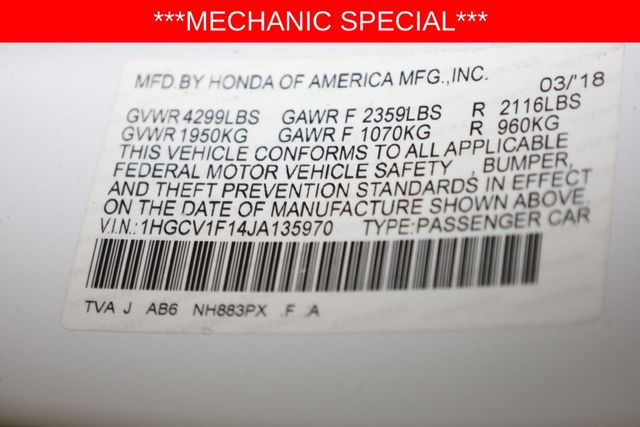 ***MECHANIC SPECIAL***
MFD.BY HONDA OF AMERICA MFG.,INC. 03/'18
GVWR 4299LBS GAWR F 2359LBS R 2116LBS
GVWR 1950KG GAWR F 1070KG R 960KG
THIS VEHICLE CONFORMS TO ALL APPLICABLE
FEDERAL MOTOR VEHICLE SAFETY , BUMPER,
AND THEFT PREVENTION STANDARDS IN EFFECT
ON THE DATE OF MANUFACTURE SHOWN ABOVE.
V.I.N.: 1HGCV1F14JA135970 TYPE: PASSENGER CAR
TVA J AB6 NH883PX .F .A